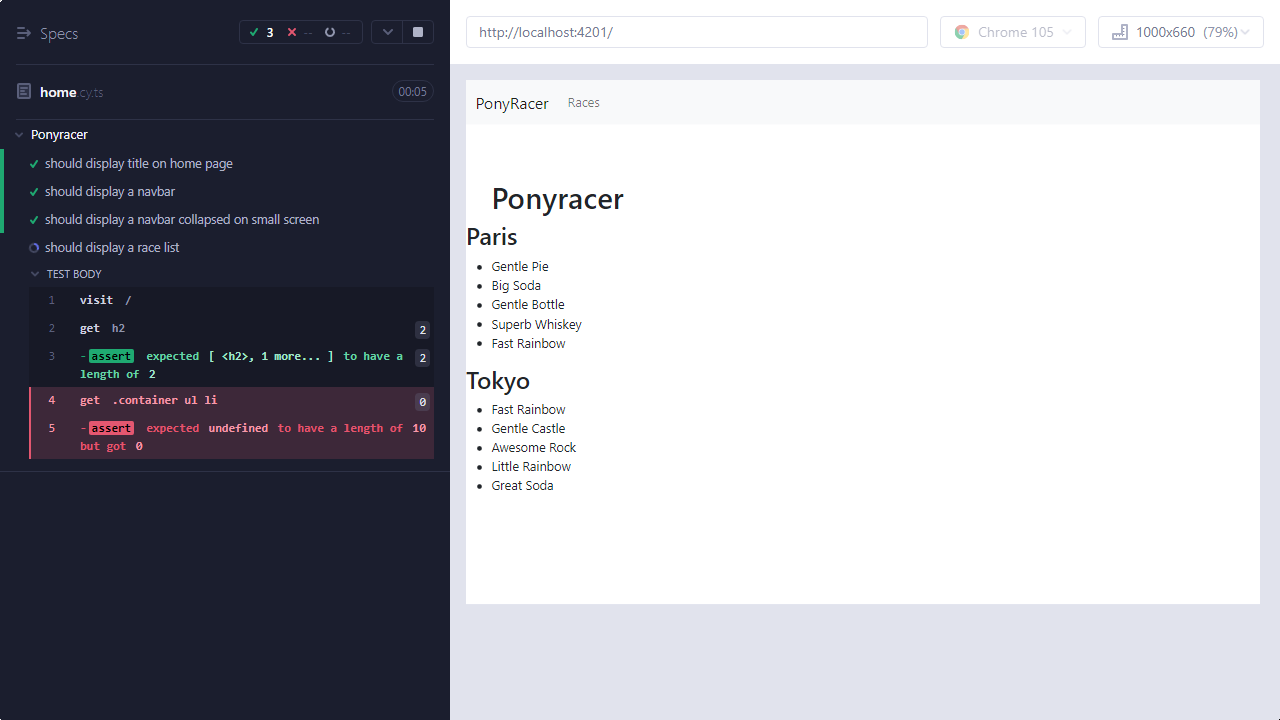 Specs
3 -- --
home.cy.ts
00:05
Ponyracer
should display title on home page
should display a navbar
should display a navbar collapsed on small screen
should display a race list
TEST BODY
1 visit /
2 get h2 2
3 -assert expected [ <h2>, 1 more... ] to have a 2
length of 2
4 get .container ul li 0
5 -assert expected undefined to have a length of 10
but got 0
http://localhost:4201/
Chrome 105
1000x660 (79%)
PonyRacer Races
Ponyracer
Paris
Gentle Pie
Big Soda
Gentle Bottle
Superb Whiskey
Fast Rainbow
Tokyo
Fast Rainbow
Gentle Castle
Awesome Rock
Little Rainbow
Great Soda